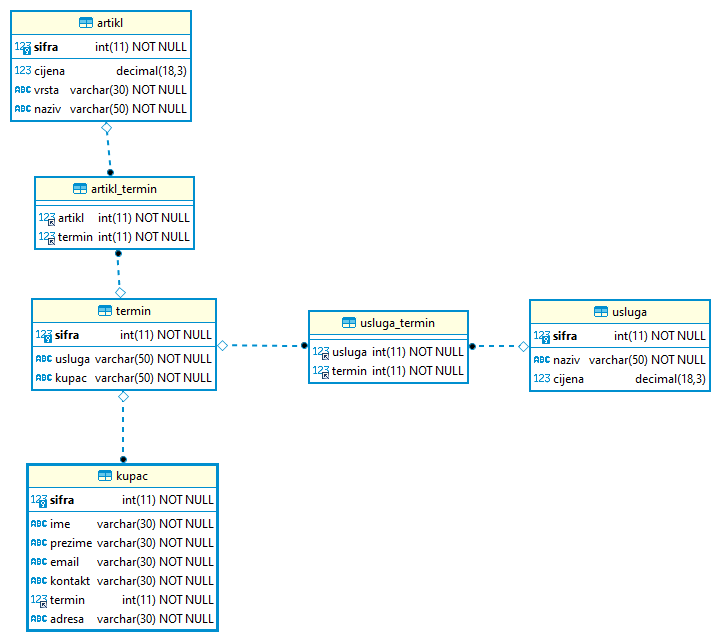 artikl
123 sifra int(11) NOT NULL
123 cijena decimal(18,3)
ABC vrsta varchar(30) NOT NULL
ABC naziv varchar(50) NOT NULL
artikl_termin
123 artikl int(11) NOT NULL
123 termin int(11) NOT NULL
termin
123 sifra int(11) NOT NULL
ABC usluga varchar(50) NOT NULL
ABC kupac varchar(50) NOT NULL
usluga_termin
123 usluga int(11) NOT NULL
123 termin int(11) NOT NULL
usluga
123 sifra int(11) NOT NULL
ABC naziv varchar(50) NOT NULL
123 cijena decimal(18,3)
kupac
123 sifra int(11) NOT NULL
ABC ime varchar(30) NOT NULL
ABC prezime varchar(30) NOT NULL
ABC email varchar(30) NOT NULL
ABC kontakt varchar(30) NOT NULL
123 termin int(11) NOT NULL
ABC adresa varchar(30) NOT NULL